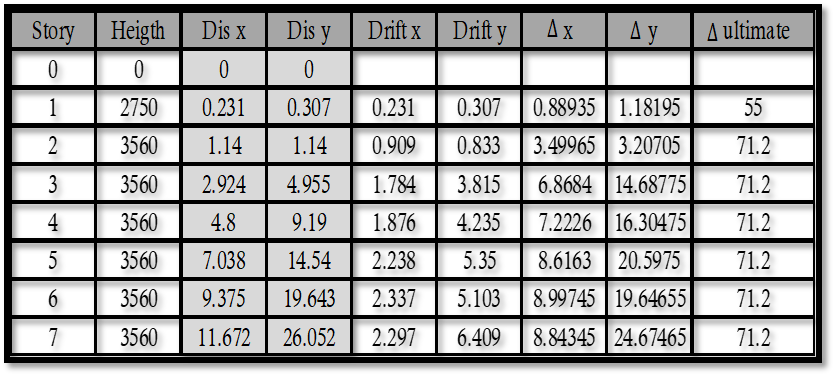 Story Heigth Dis x Dis y Drift x Drift y Δ x Δ y Δ ultimate
0 0 0 0
1 2750 0.231 0.307 0.231 0.307 0.88935 1.18195 55
2 3560 1.14 1.14 0.909 0.833 3.49965 3.20705 71.2
3 3560 2.924 4.955 1.784 3.815 6.8684 14.68775 71.2
4 3560 4.8 9.19 1.876 4.235 7.2226 16.30475 71.2
5 3560 7.038 14.54 2.238 5.35 8.6163 20.5975 71.2
6 3560 9.375 19.643 2.337 5.103 8.99745 19.64655 71.2
7 3560 11.672 26.052 2.297 6.409 8.84345 24.67465 71.2